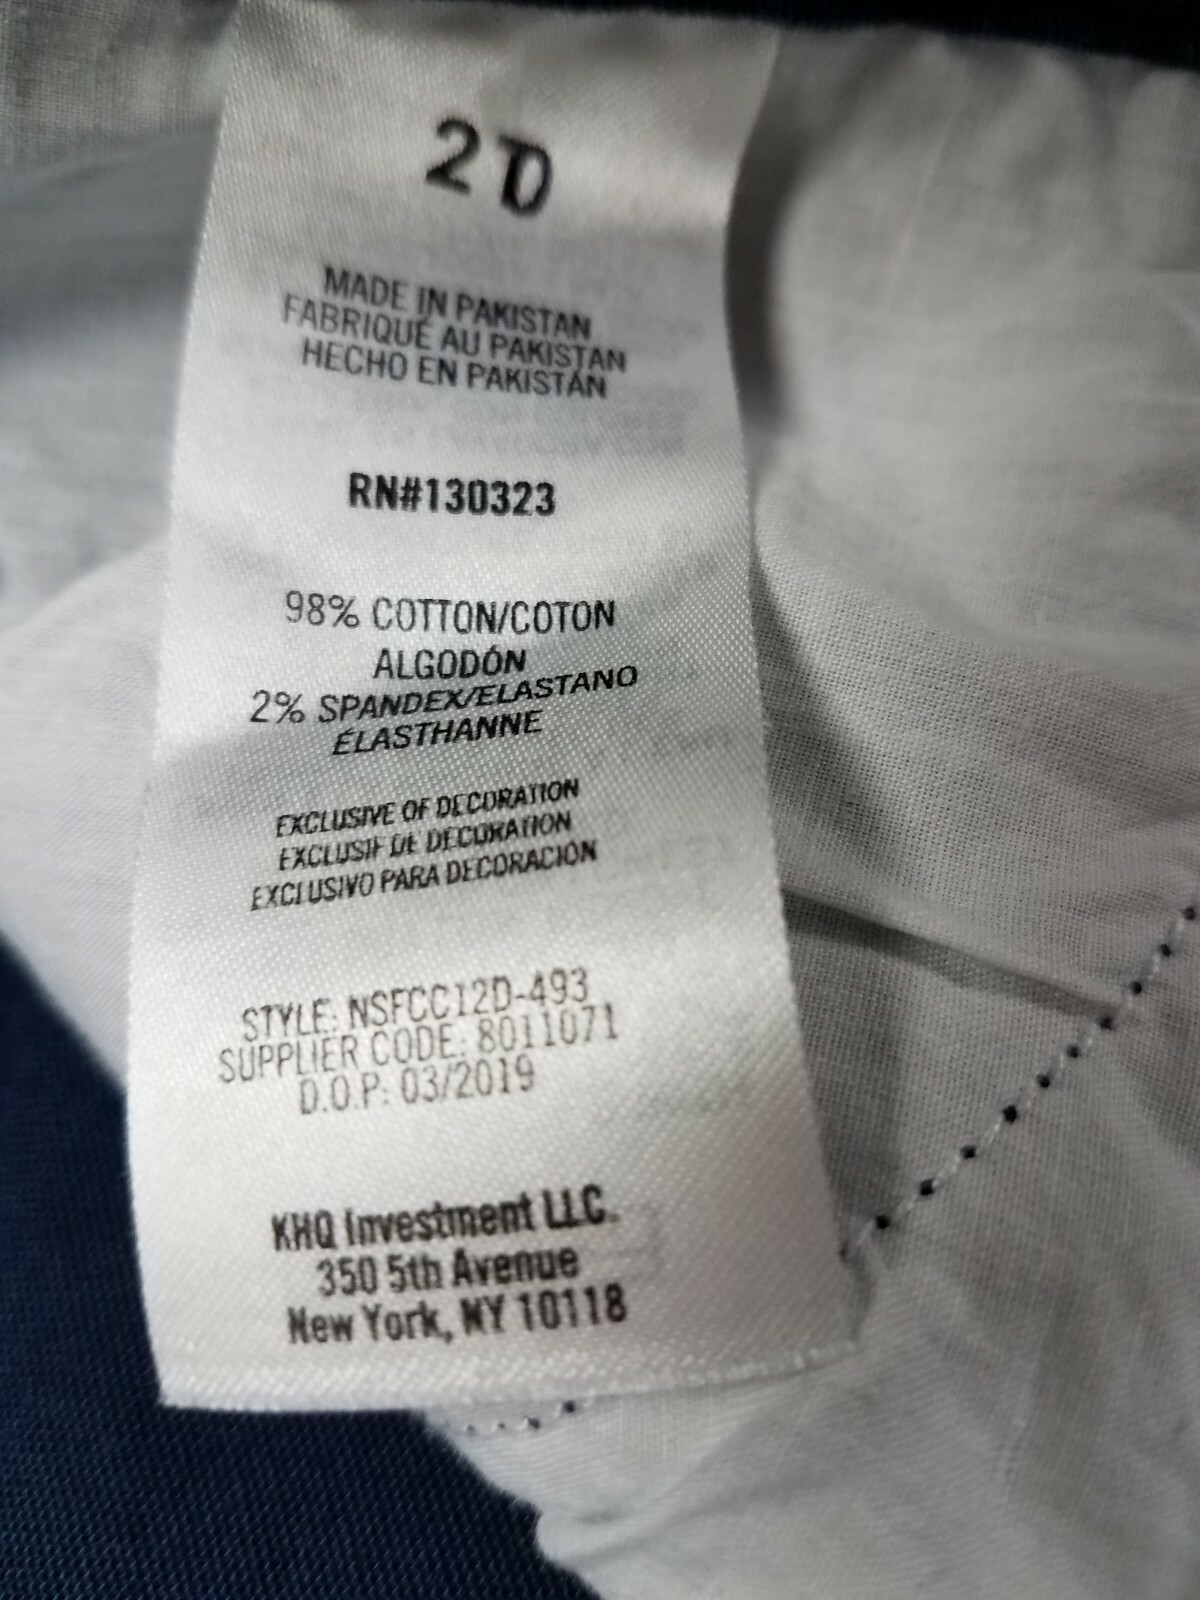 20
MADE IN PAKISTAN
FABRIQUÉ AU PAKISTAN
HECHO EN PAKISTÁN
RN#130323
98% COTTON/COTON
ALGODÓN
2% SPANDEX/ELASTANO
ÉLASTHANNE
EXCLUSIVE OF DECORATION
EXCLUSIF DE DECORATION
EXCLUSIVO PARA DECORACIÓN
STYLE: NSFCC12D-493
SUPPLIER CODE: 8011071
D.O.P: 03/2019
KHQ Investment LLC.
350 5th Avenue
New York, NY 10118